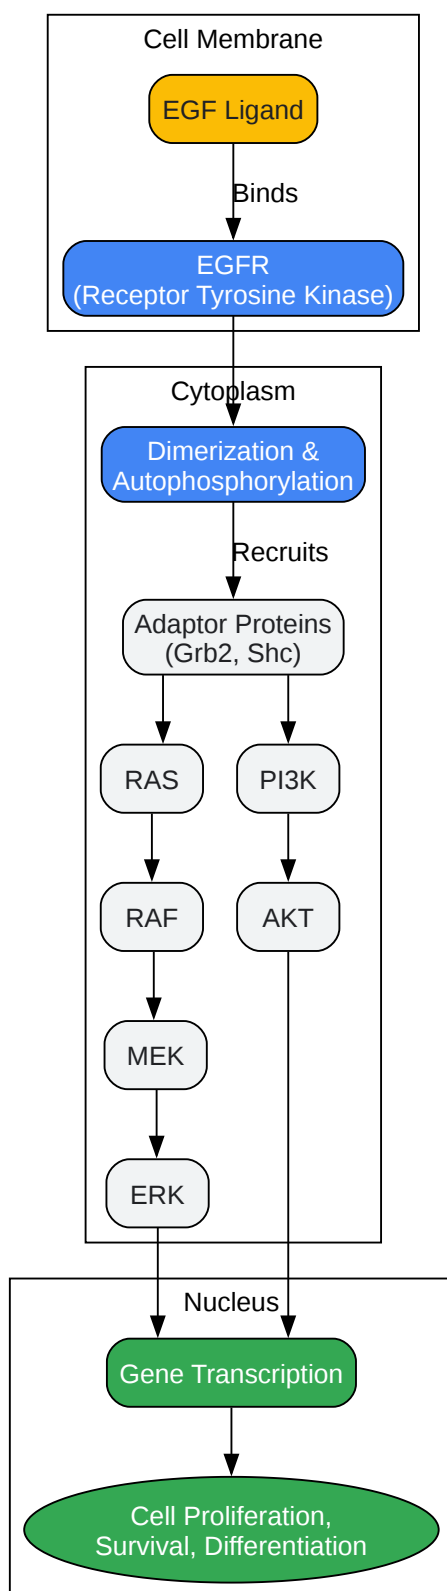 Cell Membrane
EGF Ligand
Binds
EGFR
(Receptor Tyrosine Kinase)
Cytoplasm
Dimerization &
Autophosphorylation
Recruits
Adaptor Proteins
(Grb2, Shc)
RAS
PI3K
RAF
AKT
MEK
ERK
Nucleus
Gene Transcription
Cell Proliferation,
Survival, Differentiation